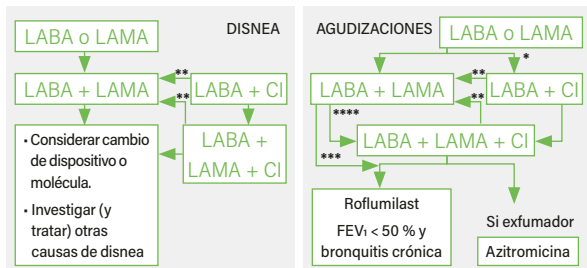 DISNEA
LABA o LAMA
LABA + LAMA
**
**
LABA + CI
LABA +
LAMA + CI
• Considerar cambio
de dispositivo o
molécula.
• Investigar (y
tratar) otras
causas de disnea
AGUDIZACIONES
LABA o LAMA
*
LABA + LAMA
**
**
LABA + CI
****
LABA + LAMA + CI
***
Roflumilast
FEV₁ < 50 % y
bronquitis crónica
Si exfumador
Azitromicina